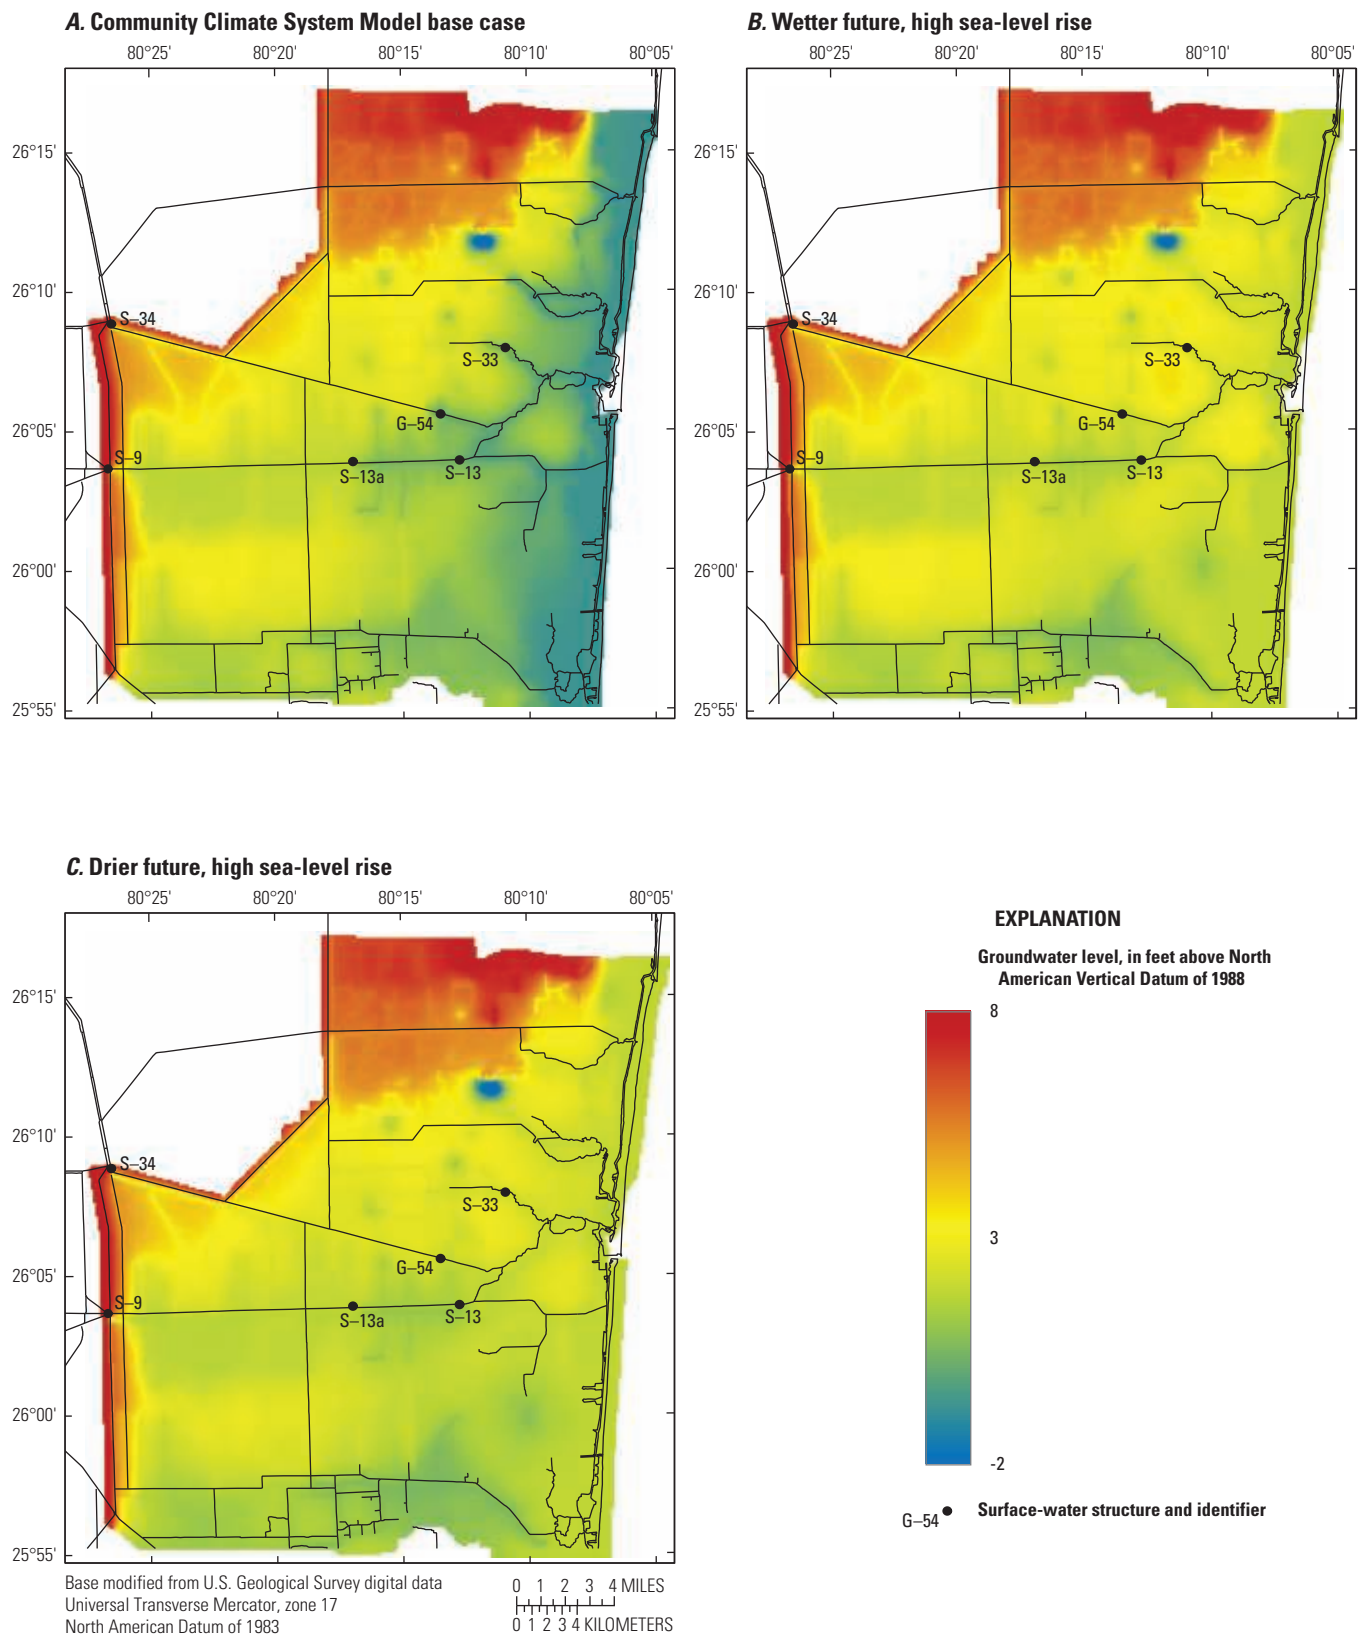 A. Community Climate System Model base case
80°25' 80°20' 80°15' 80°10' 80°05'
26°15'
26°10'
26°05'
26°00'
25°55'
S–34
S–33
G–54
S–9
S–13a
S–13
B. Wetter future, high sea-level rise
80°25' 80°20' 80°15' 80°10' 80°05'
26°15'
26°10'
26°05'
26°00'
25°55'
S–34
S–33
G–54
S–9
S–13a
S–13
C. Drier future, high sea-level rise
80°25' 80°20' 80°15' 80°10' 80°05'
26°15'
26°10'
26°05'
26°00'
25°55'
S–34
S–33
G–54
S–9
S–13a
S–13
EXPLANATION
Groundwater level, in feet above North
American Vertical Datum of 1988
8
3
-2
G–54 Surface-water structure and identifier
Base modified from U.S. Geological Survey digital data
Universal Transverse Mercator, zone 17
North American Datum of 1983
0 1 2 3 4 MILES
0 1 2 3 4 KILOMETERS